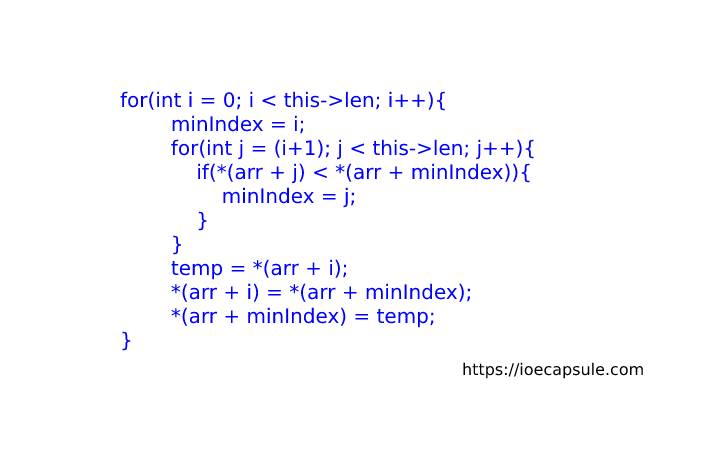 for(int i = 0; i < this->len; i++){
minIndex = i;
for(int j = (i+1); j < this->len; j++){
if(*(arr + j) < *(arr + minIndex)){
minIndex = j;
}
}
temp = *(arr + i);
*(arr + i) = *(arr + minIndex);
*(arr + minIndex) = temp;
}
https://ioecapsule.com